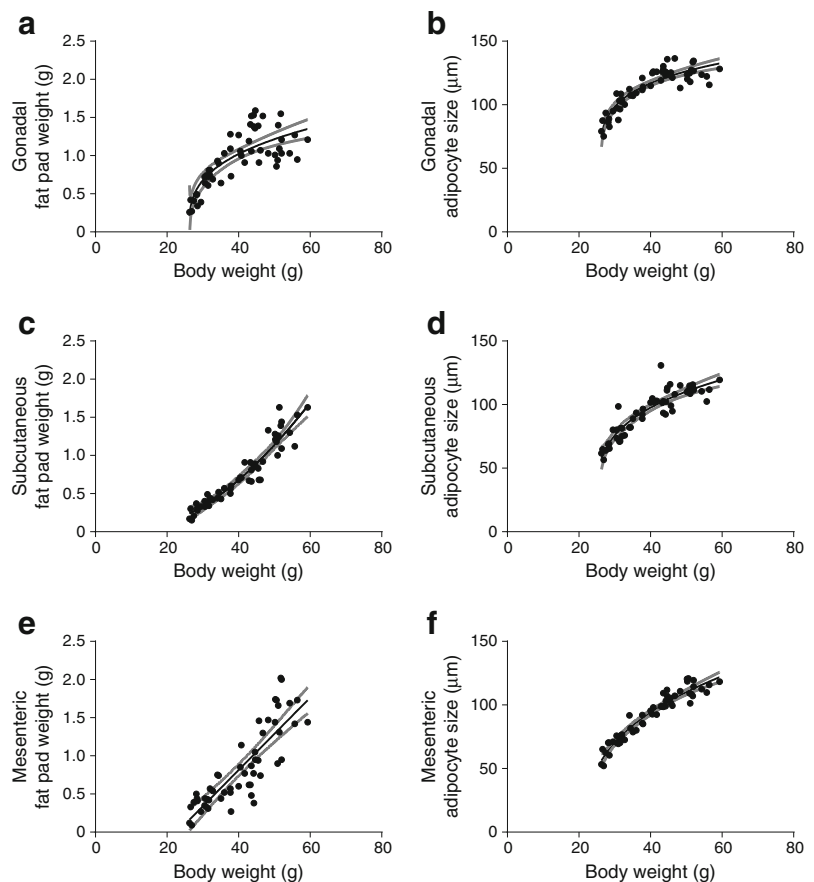 a
2.5
2.0
1.5
1.0
0.5
0
0 20 40 60 80
Gonadal
fat pad weight (g)
Body weight (g)
b
150
100
50
0
0 20 40 60 80
Gonadal
adipocyte size (µm)
Body weight (g)
c
2.5
2.0
1.5
1.0
0.5
0
0 20 40 60 80
Subcutaneous
fat pad weight (g)
Body weight (g)
d
150
100
50
0
0 20 40 60 80
Subcutaneous
adipocyte size (µm)
Body weight (g)
e
2.5
2.0
1.5
1.0
0.5
0
0 20 40 60 80
Mesenteric
fat pad weight (g)
Body weight (g)
f
150
100
50
0
0 20 40 60 80
Mesenteric
adipocyte size (µm)
Body weight (g)